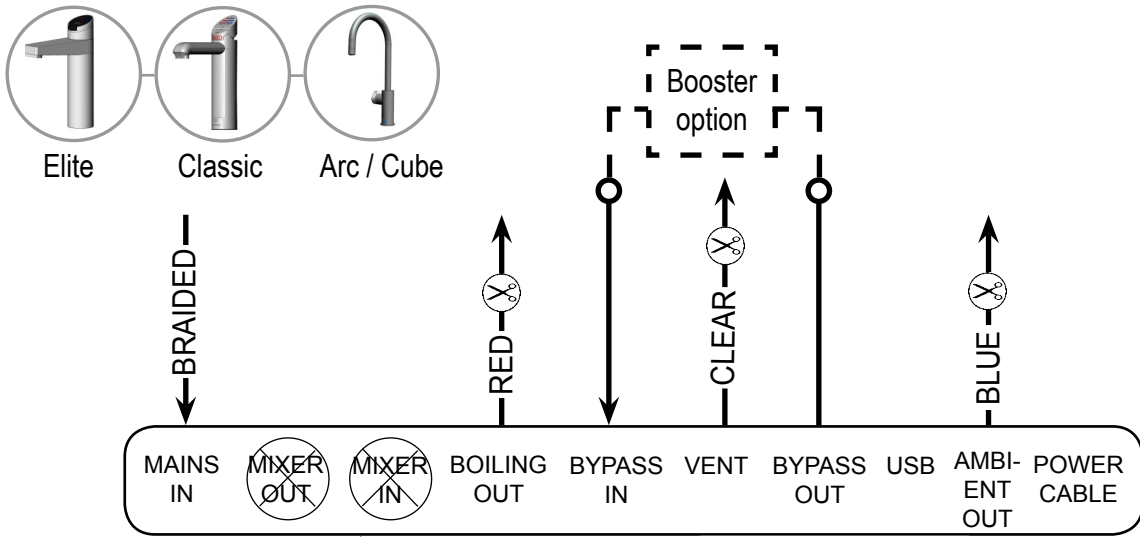 Elite
Classic
Arc / Cube
Booster
option
BRAIDED
RED
CLEAR
BLUE
MAINS
IN
MIXER
OUT
MIXER
IN
BOILING
OUT
BYPASS
IN
VENT
BYPASS
OUT
USB
AMBI-
ENT
OUT
POWER
CABLE